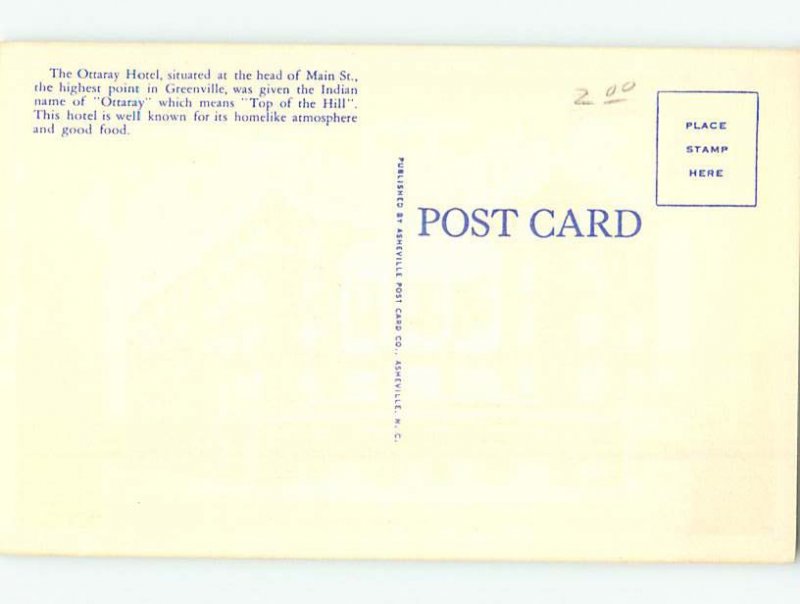 The Ottaray Hotel, situated at the head of Main St.,
the highest point in Greenville, was given the Indian
name of "Ottaray" which means "Top of the Hill".
This hotel is well known for its homelike atmosphere
and good food.
2 00
PLACE
STAMP
HERE
POST CARD
PUBLISHED BY ASHEVILLE POST CARD CO., ASHEVILLE, N. C.